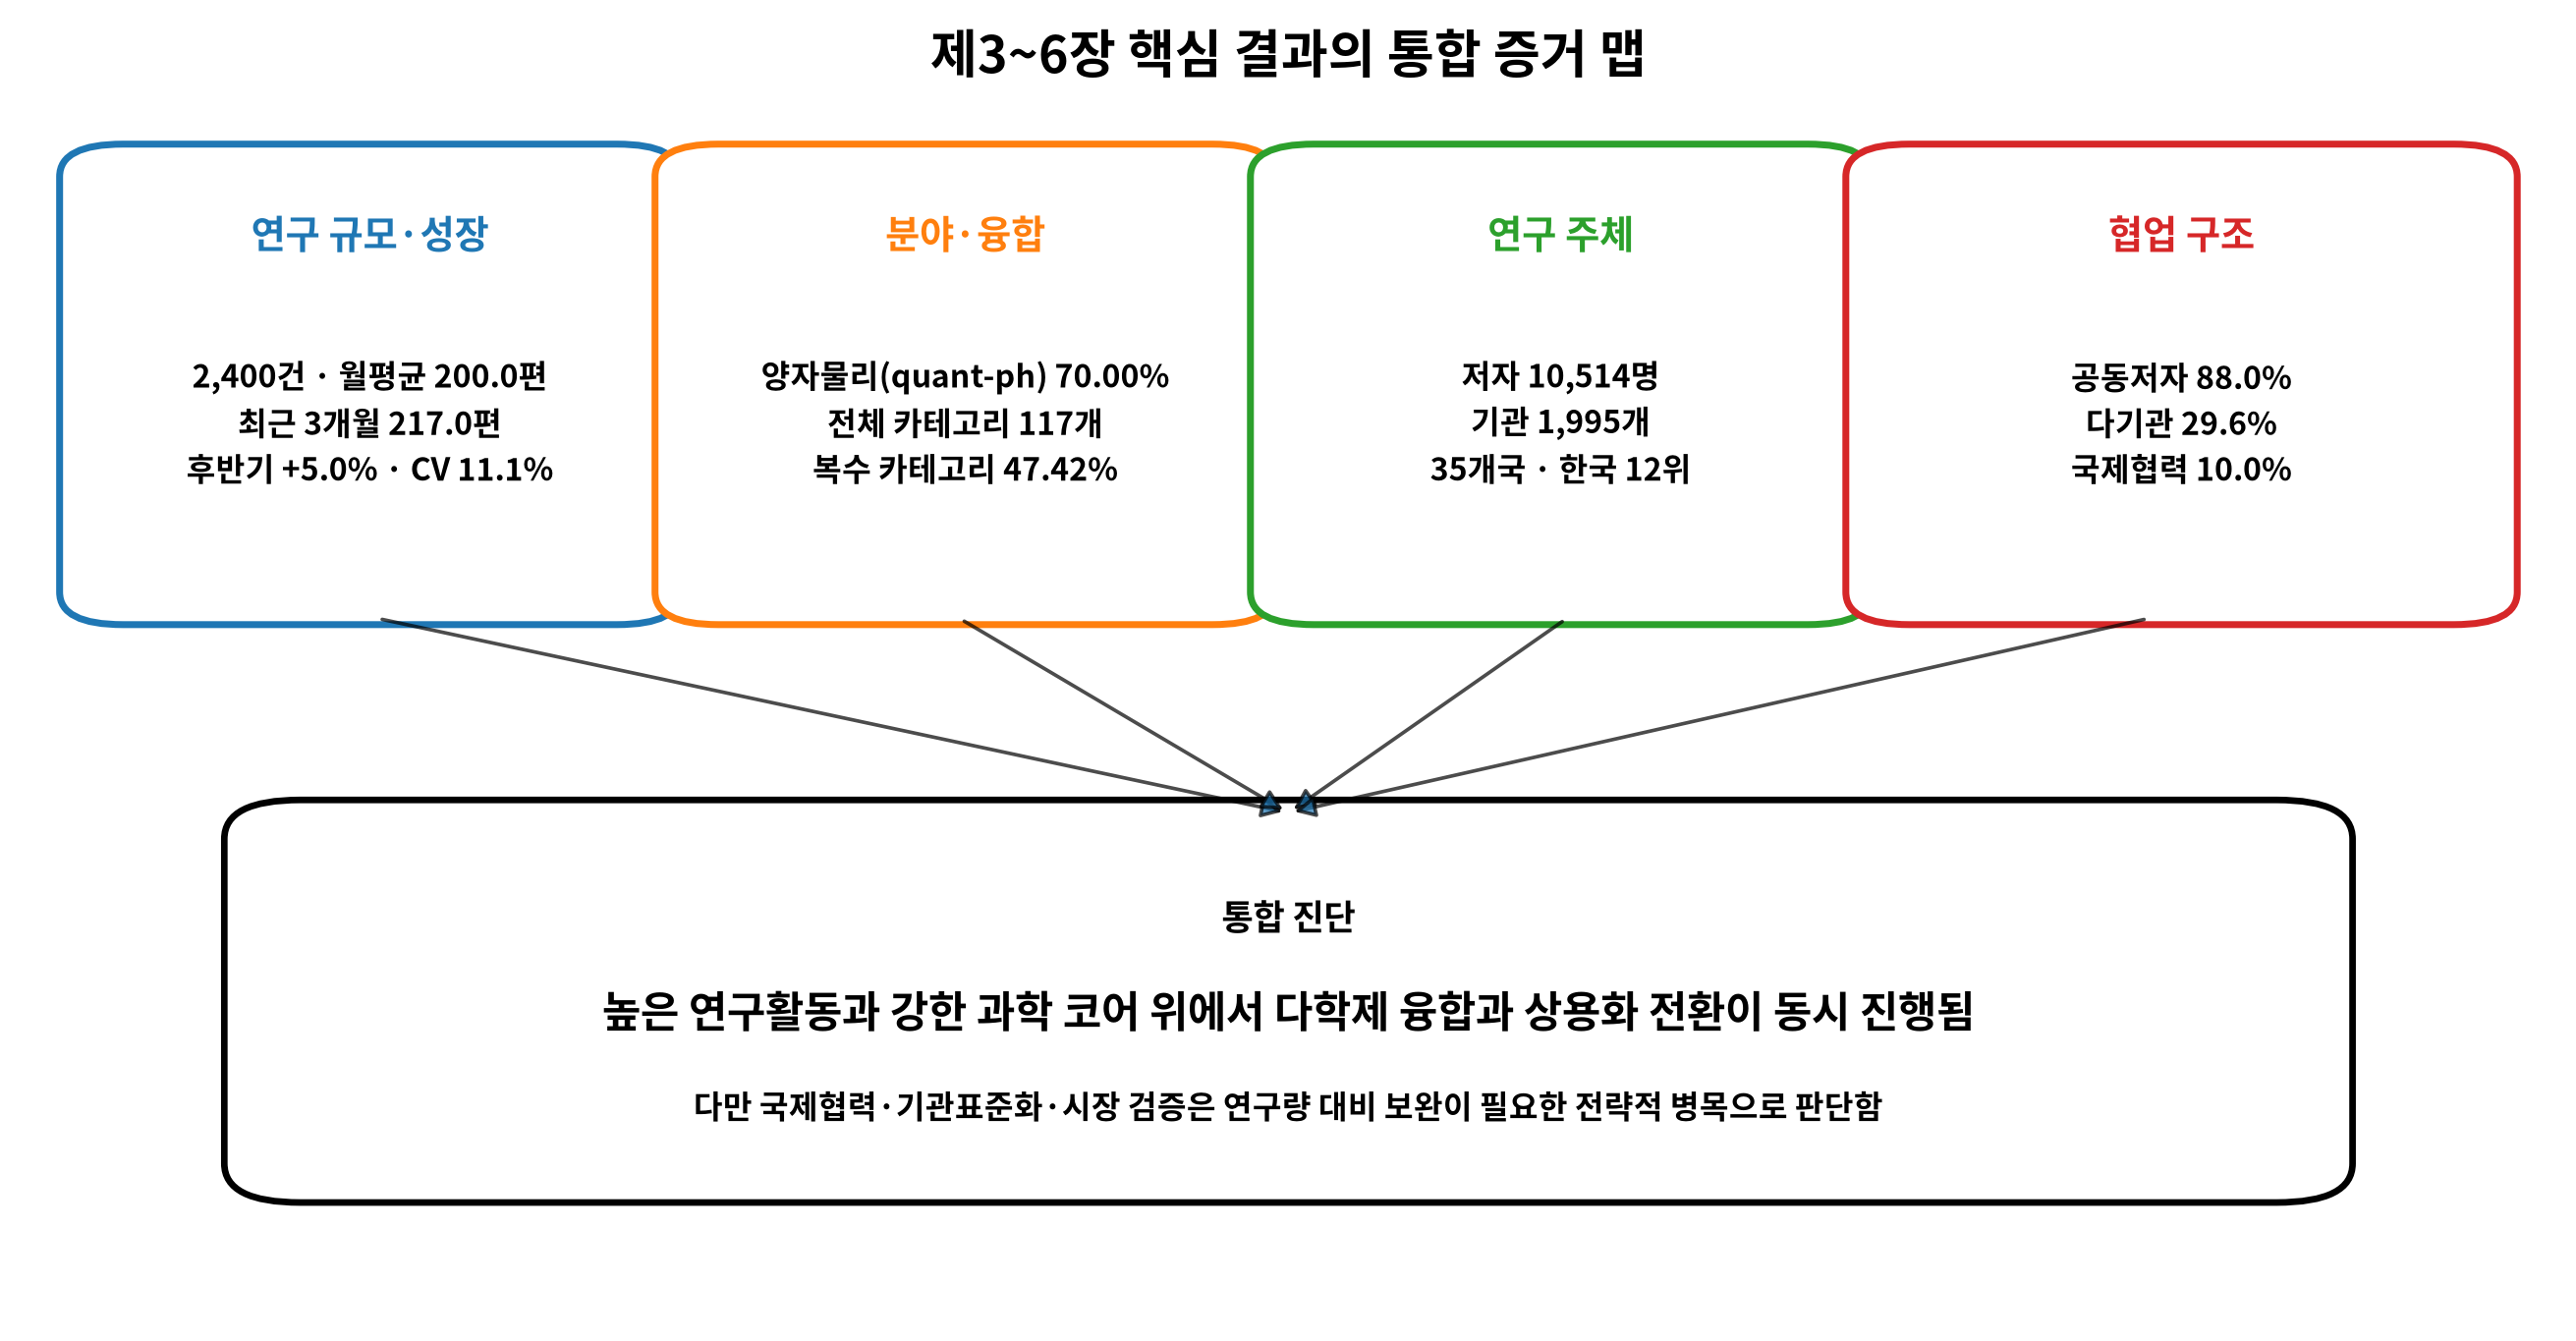 제3~6장 핵심 결과의 통합 증거 맵
연구 규모·성장
2,400건 · 월평균 200.0편
최근 3개월 217.0편
후반기 +5.0% · CV 11.1%
분야·융합
양자물리(quant-ph) 70.00%
전체 카테고리 117개
복수 카테고리 47.42%
연구 주체
저자 10,514명
기관 1,995개
35개국 · 한국 12위
협업 구조
공동저자 88.0%
다기관 29.6%
국제협력 10.0%
통합 진단
높은 연구활동과 강한 과학 코어 위에서 다학제 융합과 상용화 전환이 동시 진행됨
다만 국제협력·기관표준화·시장 검증은 연구량 대비 보완이 필요한 전략적 병목으로 판단함